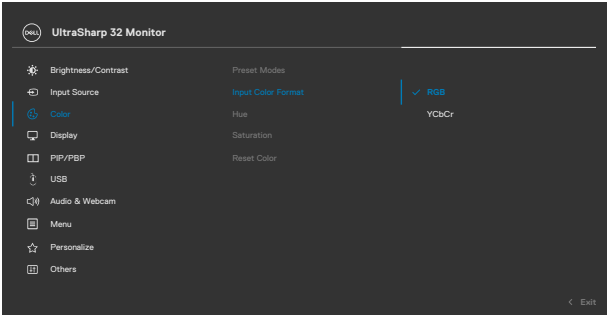 DELL UltraSharp 32 Monitor
Brightness/Contrast Preset Modes
Input Source Input Color Format RGB
Color Hue YCbCr
Display Saturation
PIP/PBP Reset Color
USB
Audio & Webcam
Menu
Personalize
Others
Exit